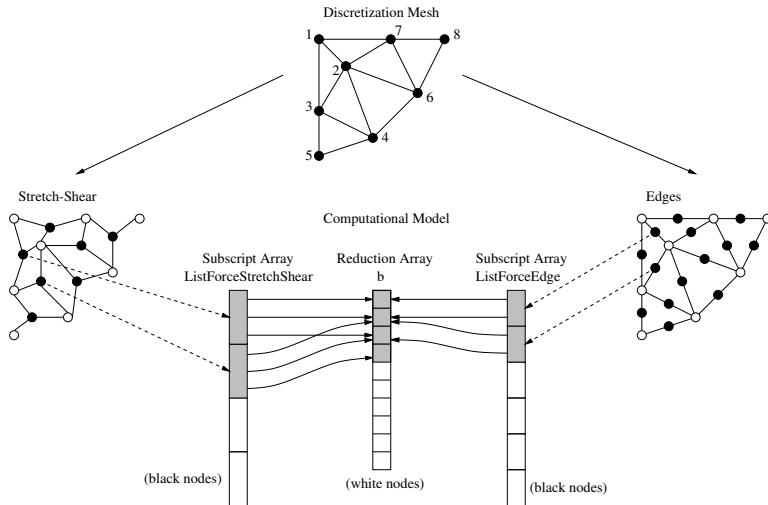 Discretization Mesh
1
7
8
2
6
3
4
5
Stretch-Shear
Edges
Computational Model
Subscript Array
ListForceStretchShear
Reduction Array
b
Subscript Array
ListForceEdge
(black nodes)
(white nodes)
(black nodes)